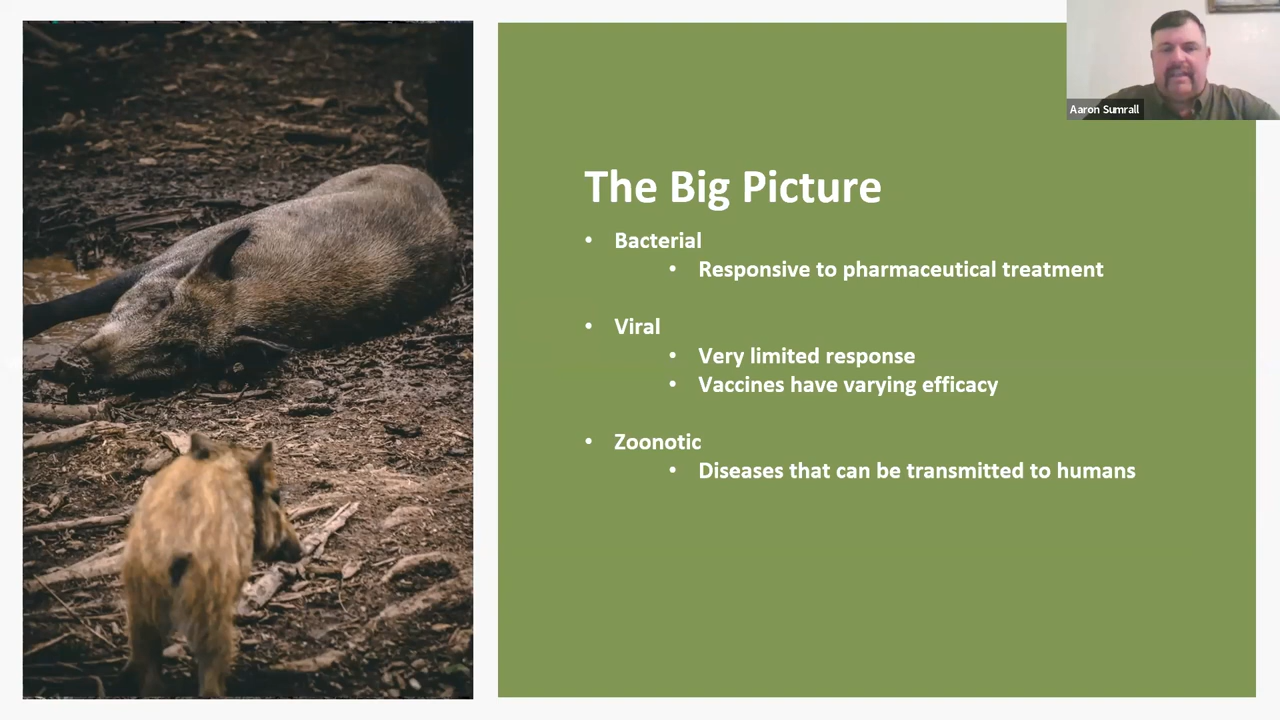 Aaron Sumrall
The Big Picture
• Bacterial
• Responsive to pharmaceutical treatment
• Viral
• Very limited response
• Vaccines have varying efficacy
• Zoonotic
• Diseases that can be transmitted to humans